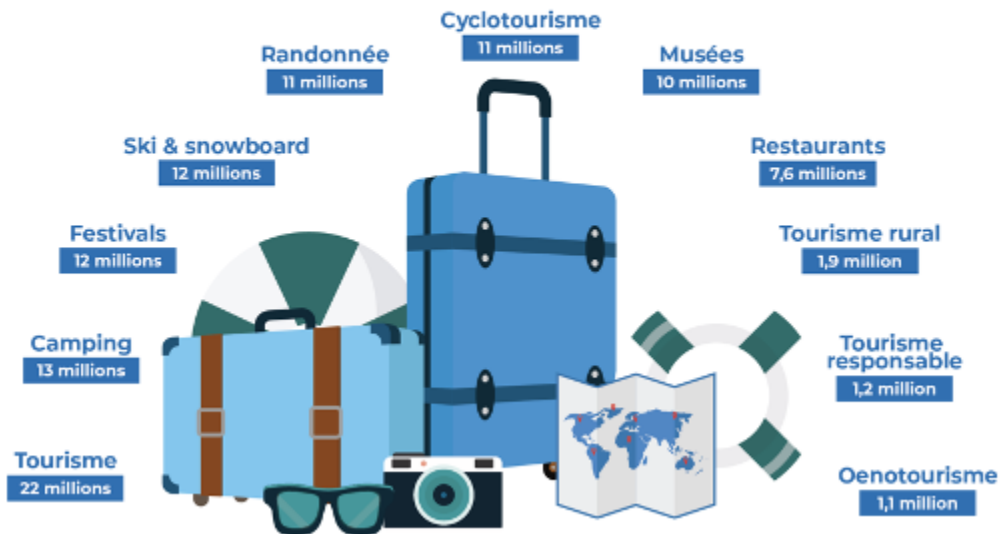 Cyclotourisme
11 millions
Randonnée
11 millions
Musées
10 millions
Ski & snowboard
12 millions
Restaurants
7,6 millions
Festivals
12 millions
Tourisme rural
1,9 million
Camping
13 millions
Tourisme
responsable
1,2 million
Tourisme
22 millions
Oenotourisme
1,1 million